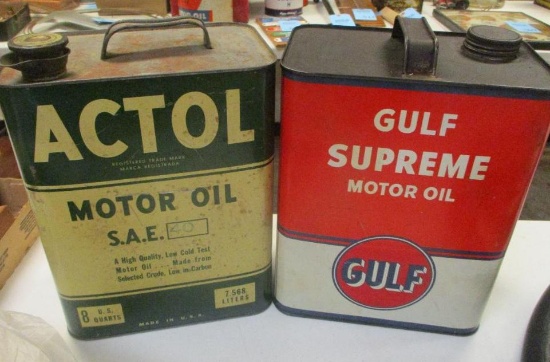 ACTOL
REGISTERED TRADE MARK
MARCA REGISTRADA
MOTOR OIL
S.A.E. 20
A High Quality, Low Cold Test
Motor Oil ... Made from
Selected Crude, Low in Carbon
8 U.S. QUARTS
7.568 LITERS
MADE IN U.S.A.
GULF
SUPREME
MOTOR OIL
GULF